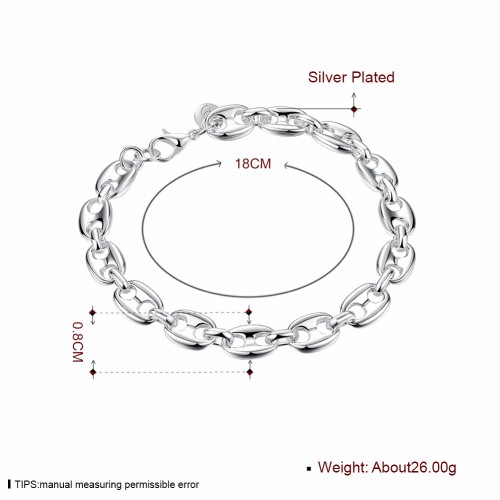 Silver Plated
18CM
0.8CM
Weight: About26.00g
TIPS:manual measuring permissible error